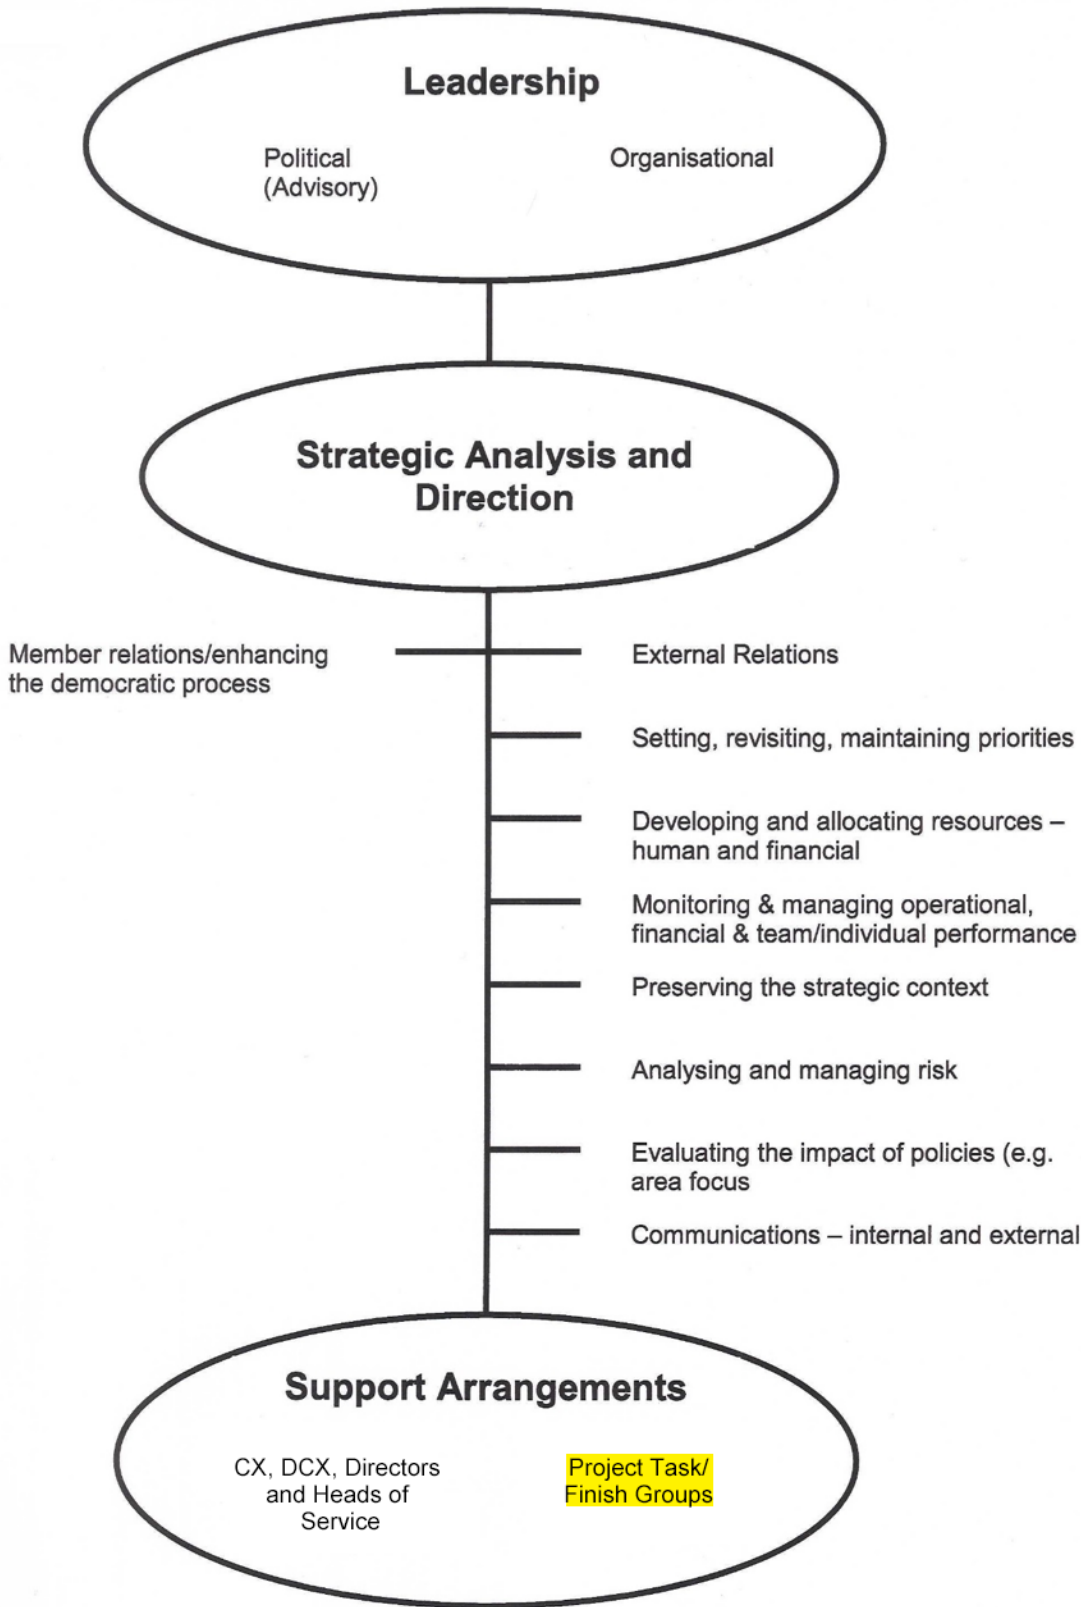 Leadership
Political
(Advisory)
Organisational
Strategic Analysis and
Direction
Member relations/enhancing
the democratic process
External Relations
Setting, revisiting, maintaining priorities
Developing and allocating resources –
human and financial
Monitoring & managing operational,
financial & team/individual performance
Preserving the strategic context
Analysing and managing risk
Evaluating the impact of policies (e.g.
area focus
Communications – internal and external
Support Arrangements
CX, DCX, Directors
and Heads of
Service
Project Task/
Finish Groups